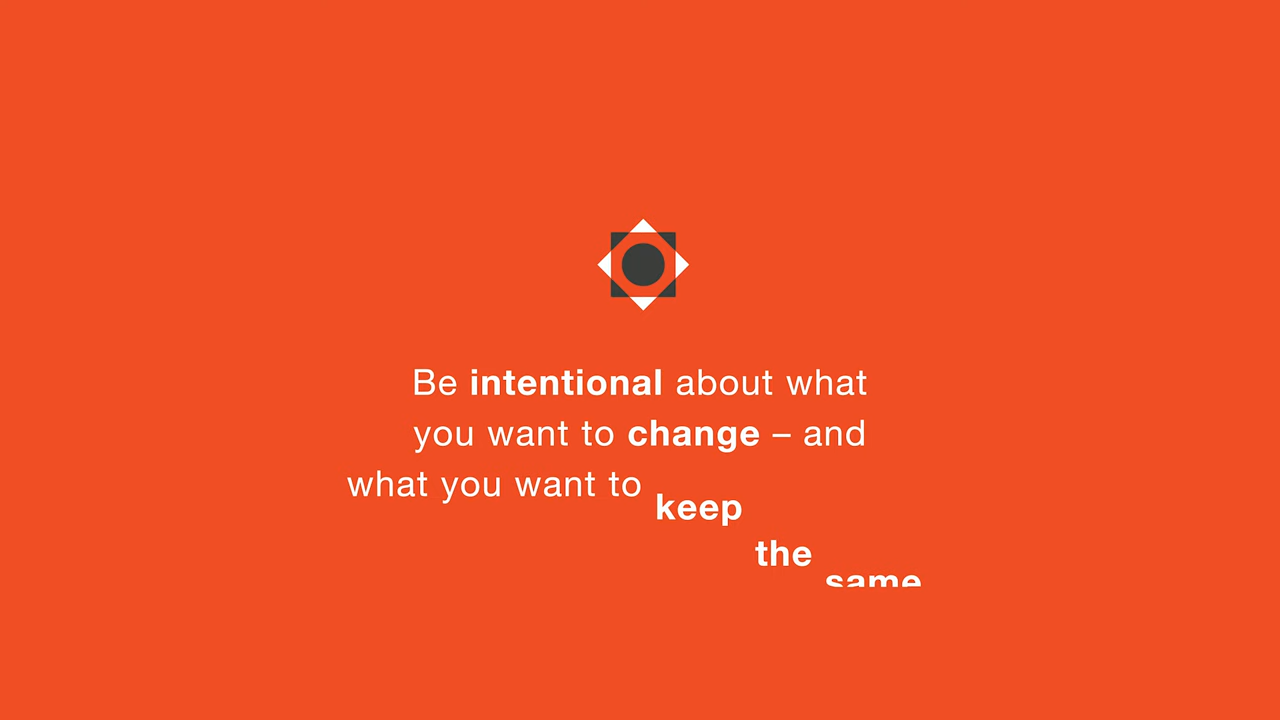 Be intentional about what
you want to change – and
what you want to keep
the
same